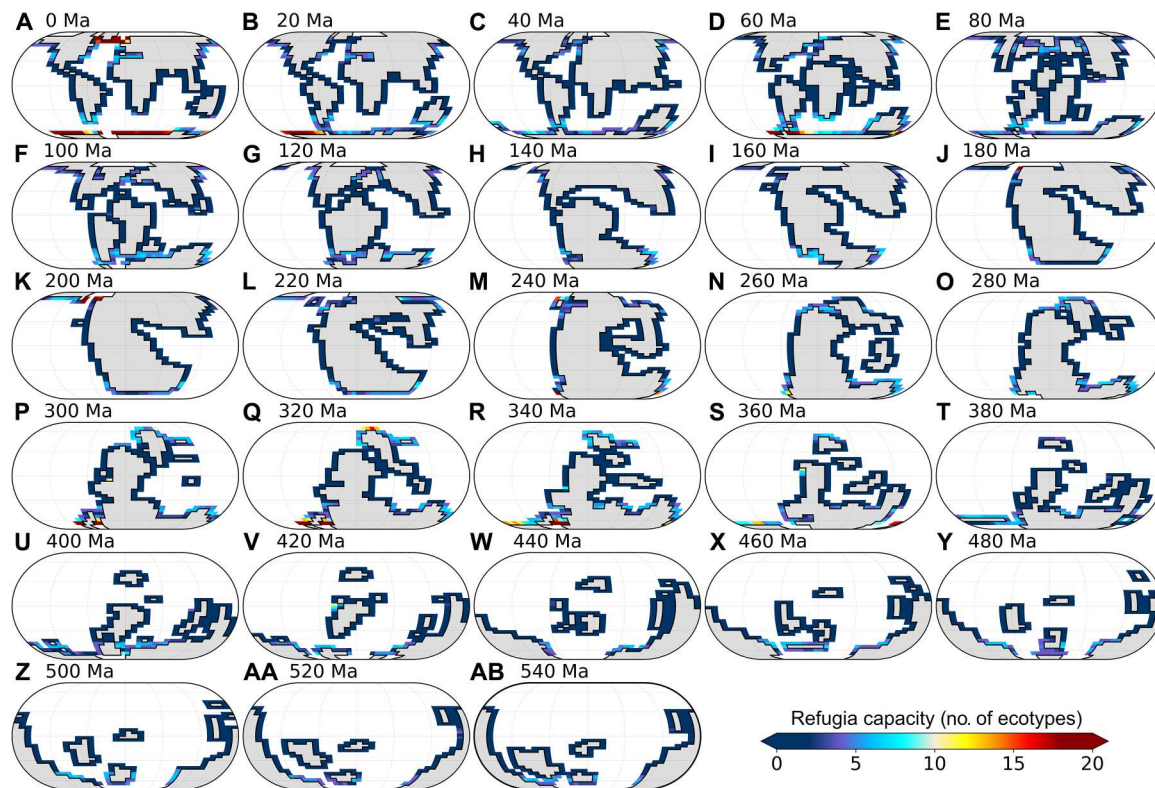 A 0 Ma B 20 Ma C 40 Ma D 60 Ma E 80 Ma
F 100 Ma G 120 Ma H 140 Ma I 160 Ma J 180 Ma
K 200 Ma L 220 Ma M 240 Ma N 260 Ma O 280 Ma
P 300 Ma Q 320 Ma R 340 Ma S 360 Ma T 380 Ma
U 400 Ma V 420 Ma W 440 Ma X 460 Ma Y 480 Ma
Z 500 Ma AA 520 Ma AB 540 Ma
Refugia capacity (no. of ecotypes)
0 5 10 15 20